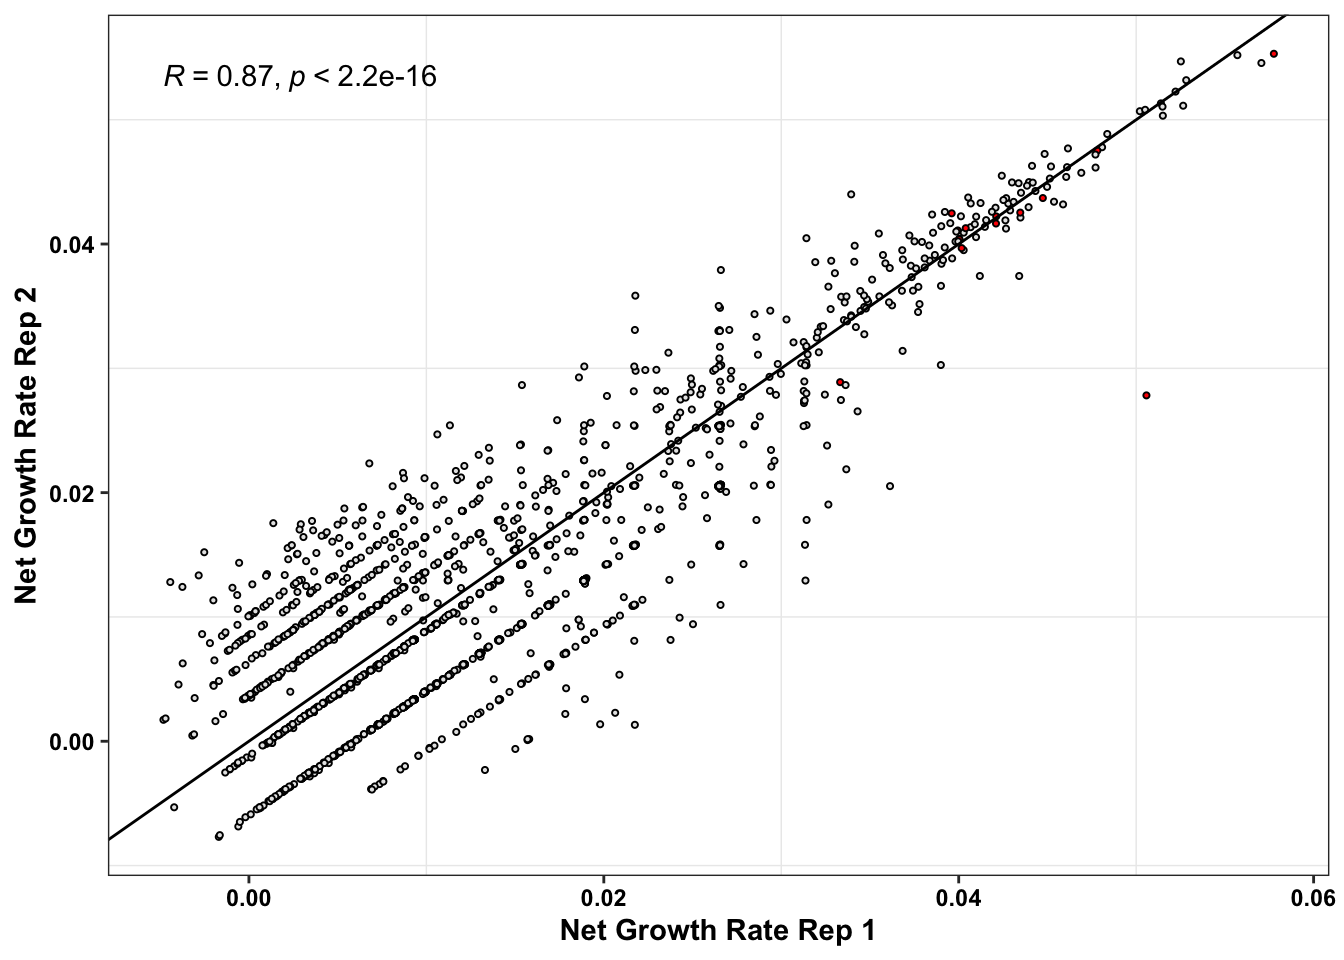 R = 0.87, p < 2.2e-16
Net Growth Rate Rep 2
0.04
0.02
0.00
0.00
0.02
0.04
0.06
Net Growth Rate Rep 1